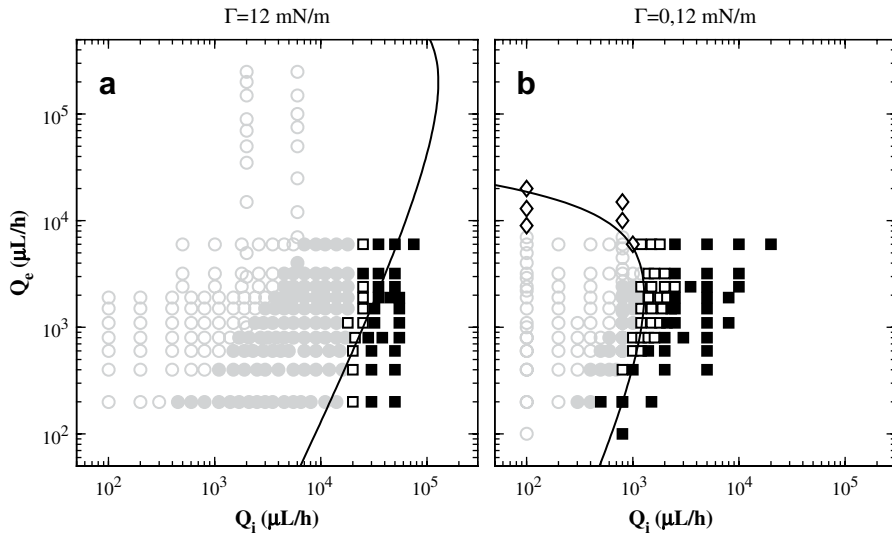 Γ=12 mN/m
Γ=0,12 mN/m
a
b
Qₑ (µL/h)
10⁵
10⁴
10³
10²
10² 10³ 10⁴ 10⁵
10² 10³ 10⁴ 10⁵
Qᵢ (µL/h)
Qᵢ (µL/h)